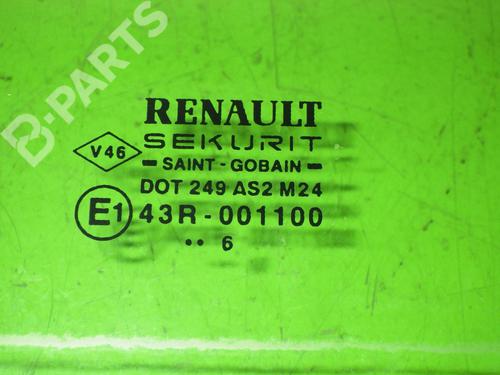 B-PARTS
RENAULT
SEKURIT
V46
SAINT-GOBAIN
DOT 249 AS2 M24
E1 43R-001100
.. 6